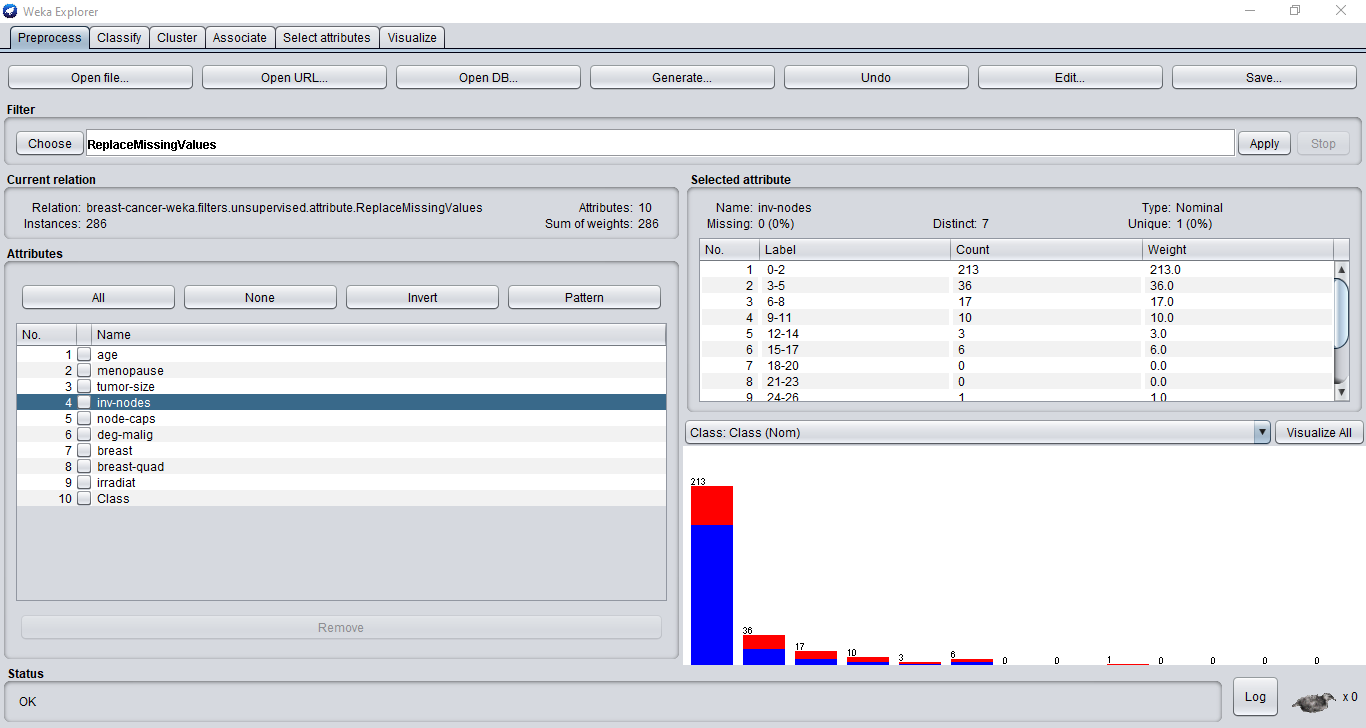 Weka Explorer
Preprocess Classify Cluster Associate Select attributes Visualize
Open file... Open URL... Open DB... Generate... Undo Edit... Save...
Filter
Choose ReplaceMissingValues Apply Stop
Current relation
Relation: breast-cancer-weka.filters.unsupervised.attribute.ReplaceMissingValues Attributes: 10
Instances: 286 Sum of weights: 286
Attributes
All None Invert Pattern
No. Name
1 age
2 menopause
3 tumor-size
4 inv-nodes
5 node-caps
6 deg-malig
7 breast
8 breast-quad
9 irradiat
10 Class
Remove
Selected attribute
Name: inv-nodes Type: Nominal
Missing: 0 (0%) Distinct: 7 Unique: 1 (0%)
No. Label Count Weight
1 0-2 213 213.0
2 3-5 36 36.0
3 6-8 17 17.0
4 9-11 10 10.0
5 12-14 3 3.0
6 15-17 6 6.0
7 18-20 0 0.0
8 21-23 0 0.0
9 24-26 1 1.0
Class: Class (Nom) Visualize All
213
36
17
10
3
6
0
0
1
0
0
0
0
Status
OK
Log x 0